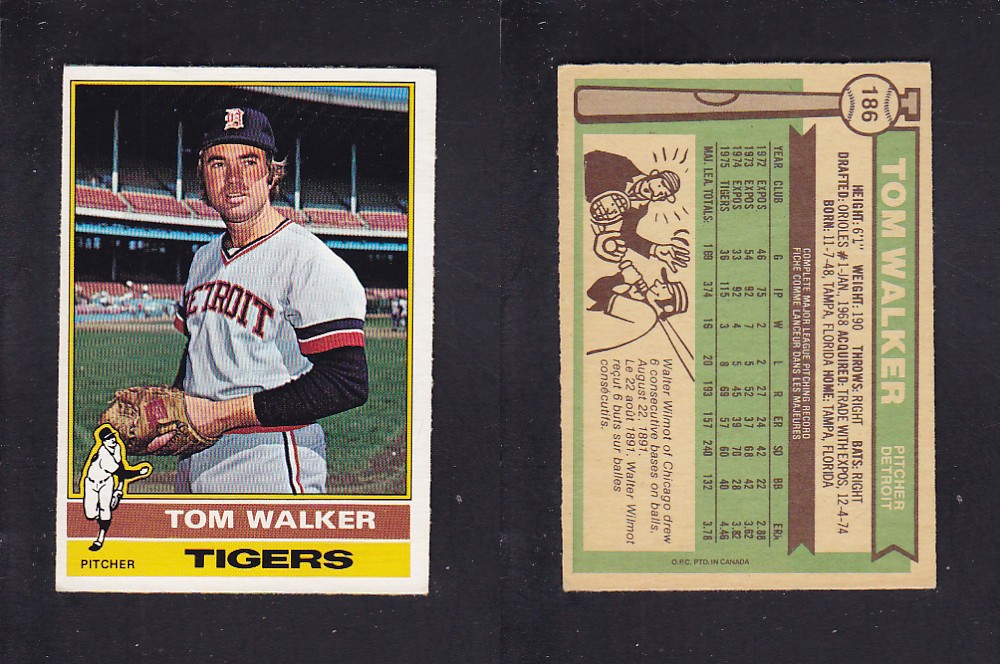 DETROIT
TOM WALKER
PITCHER
TIGERS
186
TOM WALKER
PITCHER
DETROIT
HEIGHT: 6'1" WEIGHT: 190 THROWS: RIGHT BATS: RIGHT
DRAFTED: ORIOLES #1-JAN. 1968 ACQUIRED: TRADE WITH EXPOS, 12-4-74
BORN: 11-7-48, TAMPA, FLORIDA HOME: TAMPA, FLORIDA
COMPLETE MAJOR LEAGUE PITCHING RECORD
FICHE COMME LANCEUR DANS LES MAJEURES
YEAR CLUB G IP W L R ER SO BB ERA
1972 EXPOS 46 75 2 2 27 24 42 22 2.88
1973 EXPOS 54 92 7 5 52 37 68 42 3.62
1974 EXPOS 33 92 4 5 45 39 70 28 3.82
1975 TIGERS 36 115 3 8 69 57 60 40 4.46
MAJ. LEA. TOTALS: 169 374 16 20 193 157 240 132 3.78
Walter Wilmot of Chicago drew
6 consecutive bases on balls,
August 22, 1891.
Le 22 août 1891. Walter Wilmot
reçut 6 buts sur balles
consécutifs.
O.P.C. PTD. IN CANADA